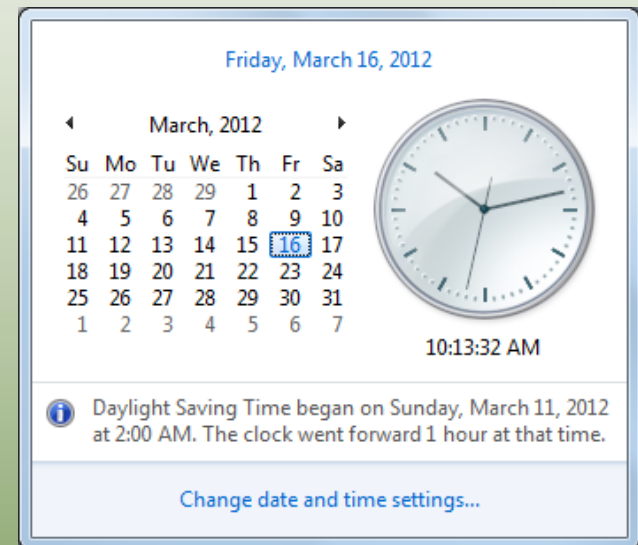 Friday, March 16, 2012
March, 2012
Su Mo Tu We Th Fr Sa
26 27 28 29 1 2 3
4 5 6 7 8 9 10
11 12 13 14 15 16 17
18 19 20 21 22 23 24
25 26 27 28 29 30 31
1 2 3 4 5 6 7
10:13:32 AM
Daylight Saving Time began on Sunday, March 11, 2012
at 2:00 AM. The clock went forward 1 hour at that time.
Change date and time settings...